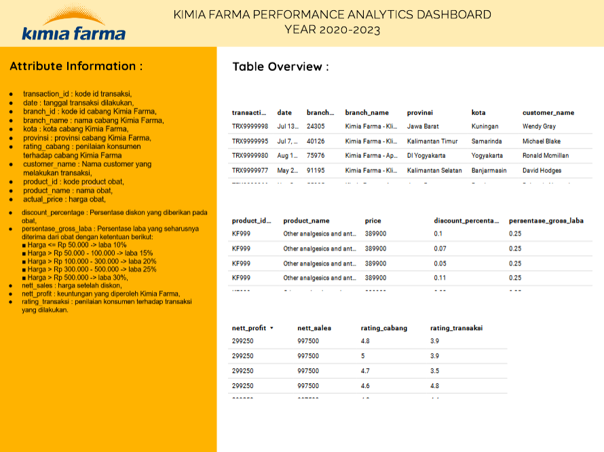 kimia farma
KIMIA FARMA PERFORMANCE ANALYTICS DASHBOARD
YEAR 2020-2023
Attribute Information :
● transaction_id : kode id transaksi,
● date : tanggal transaksi dilakukan,
● branch_id : kode id cabang Kimia Farma,
● branch_name : nama cabang Kimia Farma,
● kota : kota cabang Kimia Farma,
● provinsi : provinsi cabang Kimia Farma,
● rating_cabang : penilaian konsumen
terhadap cabang Kimia Farma
● customer_name : Nama customer yang
melakukan transaksi,
● product_id : kode product obat,
● product_name : nama obat,
● actual_price : harga obat,
● discount_percentage : Persentase diskon yang diberikan pada
obat,
● persentase_gross_laba : Persentase laba yang seharusnya
diterima dari obat dengan ketentuan berikut:
■ Harga <= Rp 50.000 -> laba 10%
■ Harga > Rp 50.000 - 100.000 -> laba 15%
■ Harga > Rp 100.000 - 300.000 -> laba 20%
■ Harga > Rp 300.000 - 500.000 -> laba 25%
■ Harga > Rp 500.000 -> laba 30%,
● nett_sales : harga setelah diskon,
● nett_profit : keuntungan yang diperoleh Kimia Farma,
● rating_transaksi : penilaian konsumen terhadap transaksi
yang dilakukan.
Table Overview :
transacti... date branch... branch_name provinsi kota customer_name
TRX9999998 Jul 13... 24305 Kimia Farma - Kli... Jawa Barat Kuningan Wendy Gray
TRX9999995 Jul 7, ... 40126 Kimia Farma - Kli... Kalimantan Timur Samarinda Michael Blake
TRX9999980 Aug 1... 75976 Kimia Farma - Ap... DI Yogyakarta Yogyakarta Ronald Mcmillan
TRX9999977 May 2... 91195 Kimia Farma - Kli... Kalimantan Selatan Banjarmasin David Hodges
product_id... product_name price discount_percenta... persentase_gross_laba
KF999 Other analgesics and ant... 389900 0.1 0.25
KF999 Other analgesics and ant... 389900 0.07 0.25
KF999 Other analgesics and ant... 389900 0.05 0.25
KF999 Other analgesics and ant... 389900 0.11 0.25
nett_profit ▾ nett_sales rating_cabang rating_transaksi
299250 997500 4.8 3.9
299250 997500 5 3.9
299250 997500 4.7 3.5
299250 997500 4.6 4.8